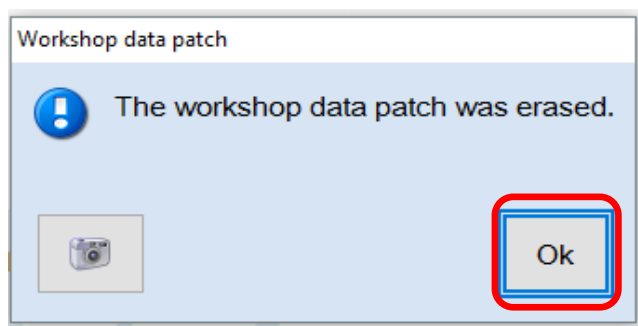 Workshop data patch
The workshop data patch was erased.
Ok